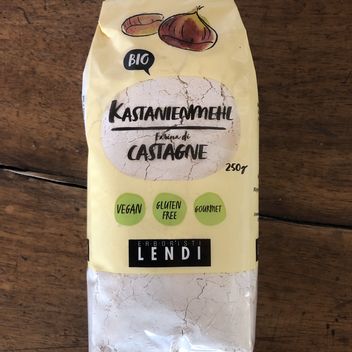 BIO
KASTANIENMEHL
Farina di
CASTAGNE
250g
VEGAN
GLUTEN
FREE
GOURMET
ERBORISTI
LENDI